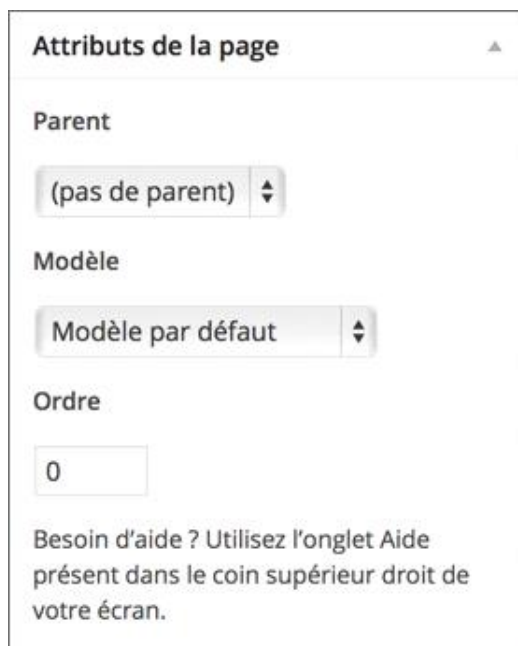 Attributs de la page
Parent
(pas de parent)
Modèle
Modèle par défaut
Ordre
0
Besoin d'aide ? Utilisez l'onglet Aide
présent dans le coin supérieur droit de
votre écran.